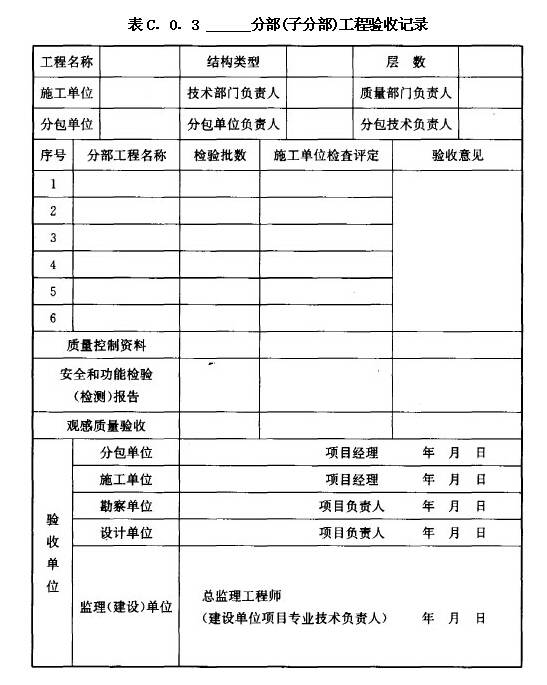 表C. 0. 3 ______分部(子分部)工程验收记录
工程名称 结构类型 层 数
施工单位 技术部门负责人 质量部门负责人
分包单位 分包单位负责人 分包技术负责人
序号 分部工程名称 检验批数 施工单位检查评定 验收意见
1
2
3
4
5
6
质量控制资料
安全和功能检验
(检测)报告
观感质量验收
验收单位
分包单位 项目经理 年 月 日
施工单位 项目经理 年 月 日
勘察单位 项目负责人 年 月 日
设计单位 项目负责人 年 月 日
监理(建设)单位
总监理工程师
(建设单位项目专业技术负责人) 年 月 日